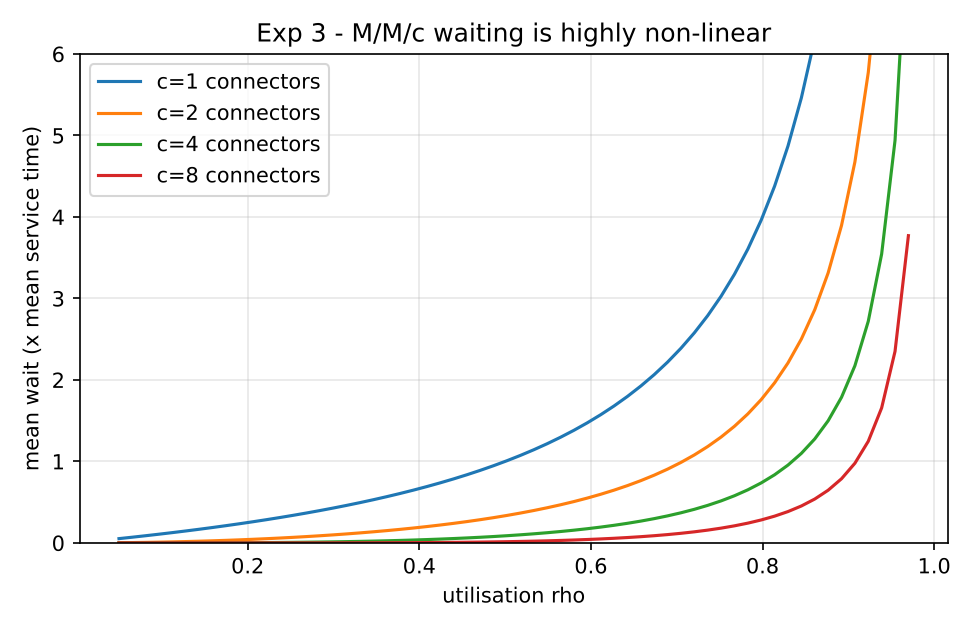 Exp 3 - M/M/c waiting is highly non-linear
6
5
4
3
2
1
0
mean wait (x mean service time)
c=1 connectors
c=2 connectors
c=4 connectors
c=8 connectors
0.2 0.4 0.6 0.8 1.0
utilisation rho